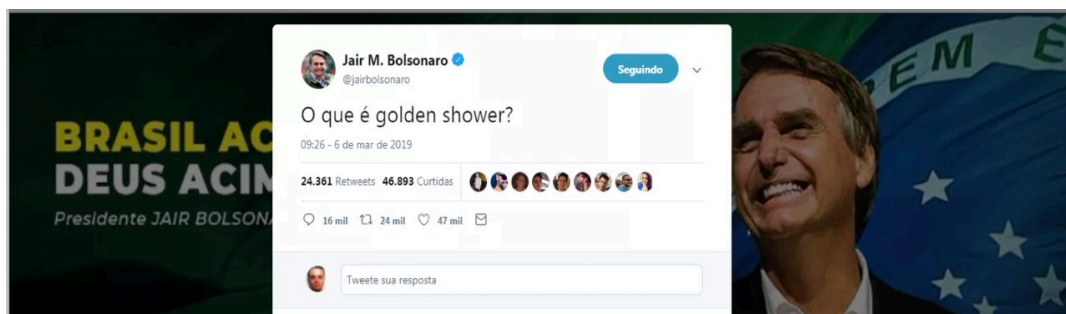 BRASIL AC
DEUS ACIM
Presidente JAIR BOLSONA
Jair M. Bolsonaro
@jairbolsonaro
Seguindo
O que é golden shower?
09:26 - 6 de mar de 2019
24.361 Retweets 46.893 Curtidas
16 mil 24 mil 47 mil
Tweete sua resposta
EM E